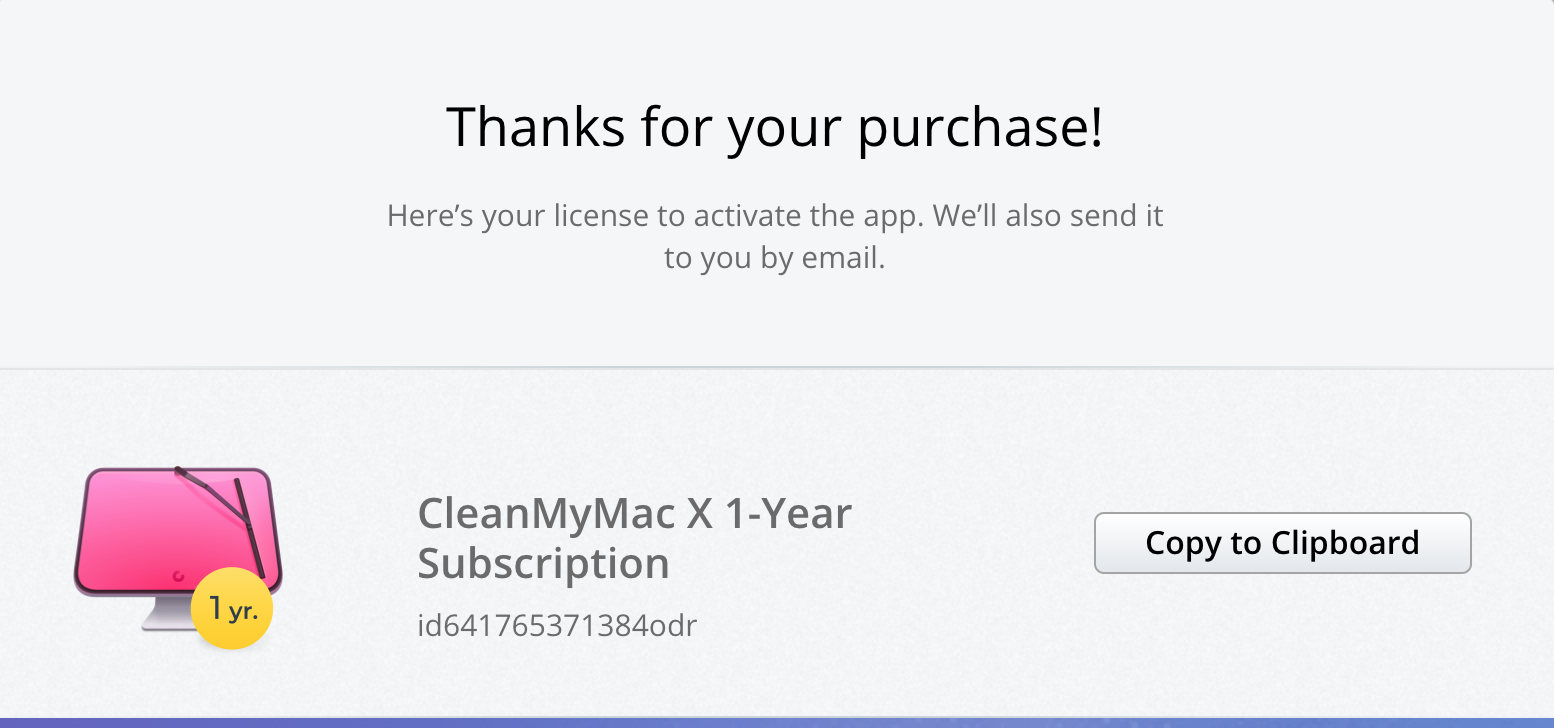 Thanks for your purchase!
Here’s your license to activate the app. We’ll also send it
to you by email.
CleanMyMac X 1-Year
Subscription
id641765371384odr
1 yr.
Copy to Clipboard